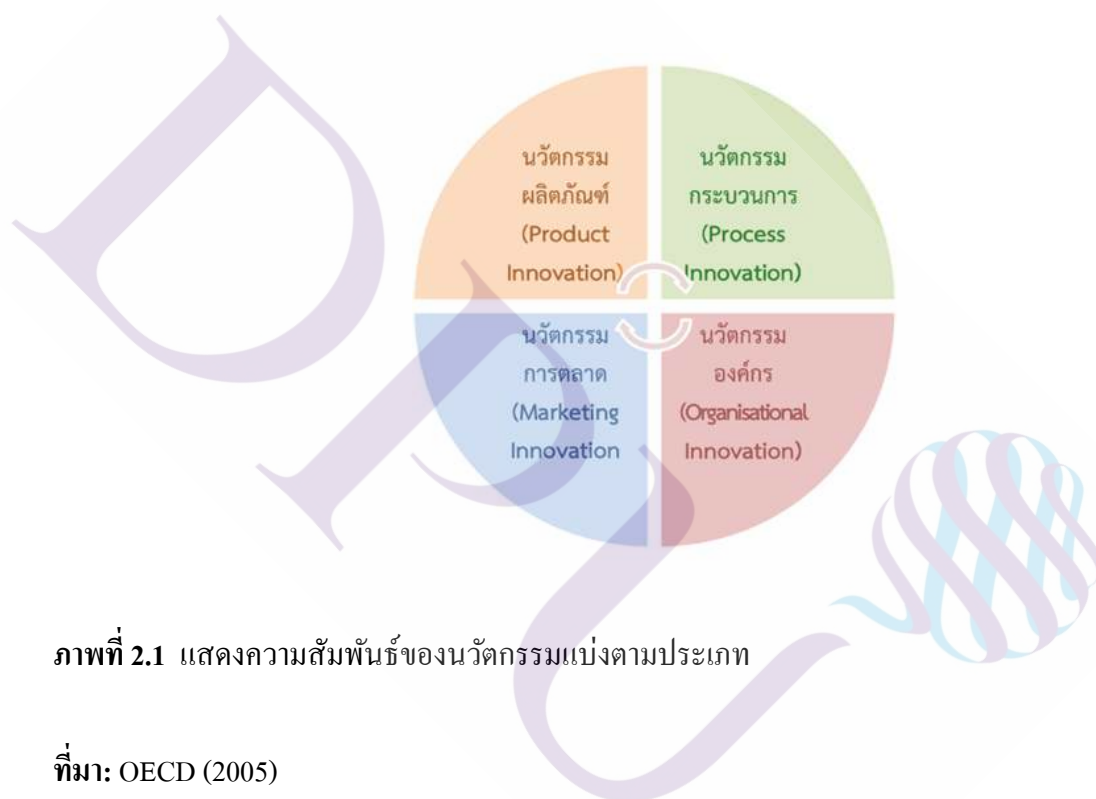 นวัตกรรม
ผลิตภัณฑ์
(Product
Innovation)
นวัตกรรม
กระบวนการ
(Process
Innovation)
นวัตกรรม
การตลาด
(Marketing
Innovation
นวัตกรรม
องค์กร
(Organisational
Innovation)
ภาพที่ 2.1 แสดงความสัมพันธ์ของนวัตกรรมแบ่งตามประเภท
ที่มา: OECD (2005)
DPU